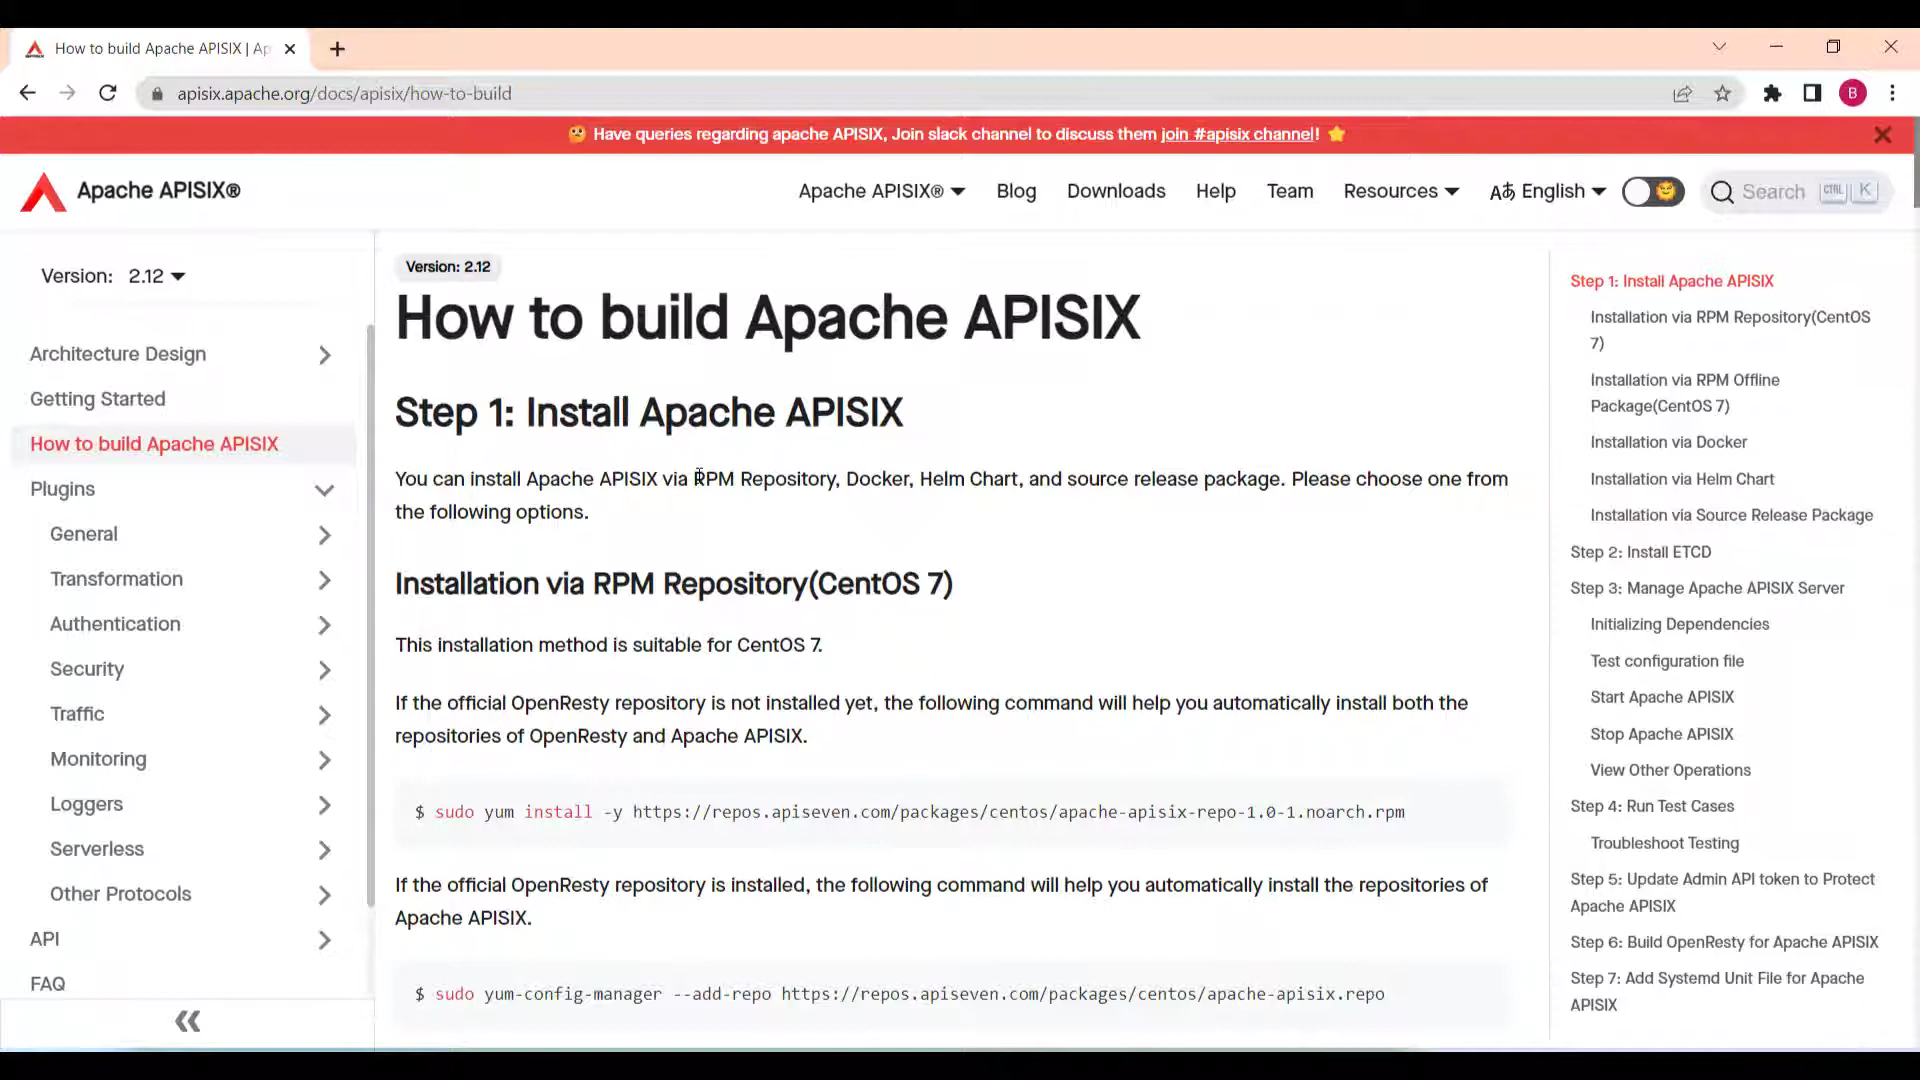 How to build Apache APISIX | Ap
apisix.apache.org/docs/apisix/how-to-build
B
Have queries regarding apache APISIX, Join slack channel to discuss them join #apisix channel!
Apache APISIX®
Apache APISIX®
Blog
Downloads
Help
Team
Resources
Aあ English
Search
CTRL
K
Version: 2.12
Architecture Design
Getting Started
How to build Apache APISIX
Plugins
General
Transformation
Authentication
Security
Traffic
Monitoring
Loggers
Serverless
Other Protocols
API
FAQ
Version: 2.12
How to build Apache APISIX
Step 1: Install Apache APISIX
You can install Apache APISIX via RPM Repository, Docker, Helm Chart, and source release package. Please choose one from
the following options.
Installation via RPM Repository(CentOS 7)
This installation method is suitable for CentOS 7.
If the official OpenResty repository is not installed yet, the following command will help you automatically install both the
repositories of OpenResty and Apache APISIX.
$ sudo yum install -y https://repos.apiseven.com/packages/centos/apache-apisix-repo-1.0-1.noarch.rpm
If the official OpenResty repository is installed, the following command will help you automatically install the repositories of
Apache APISIX.
$ sudo yum-config-manager --add-repo https://repos.apiseven.com/packages/centos/apache-apisix.repo
Step 1: Install Apache APISIX
Installation via RPM Repository(CentOS
7)
Installation via RPM Offline
Package(CentOS 7)
Installation via Docker
Installation via Helm Chart
Installation via Source Release Package
Step 2: Install ETCD
Step 3: Manage Apache APISIX Server
Initializing Dependencies
Test configuration file
Start Apache APISIX
Stop Apache APISIX
View Other Operations
Step 4: Run Test Cases
Troubleshoot Testing
Step 5: Update Admin API token to Protect
Apache APISIX
Step 6: Build OpenResty for Apache APISIX
Step 7: Add Systemd Unit File for Apache
APISIX